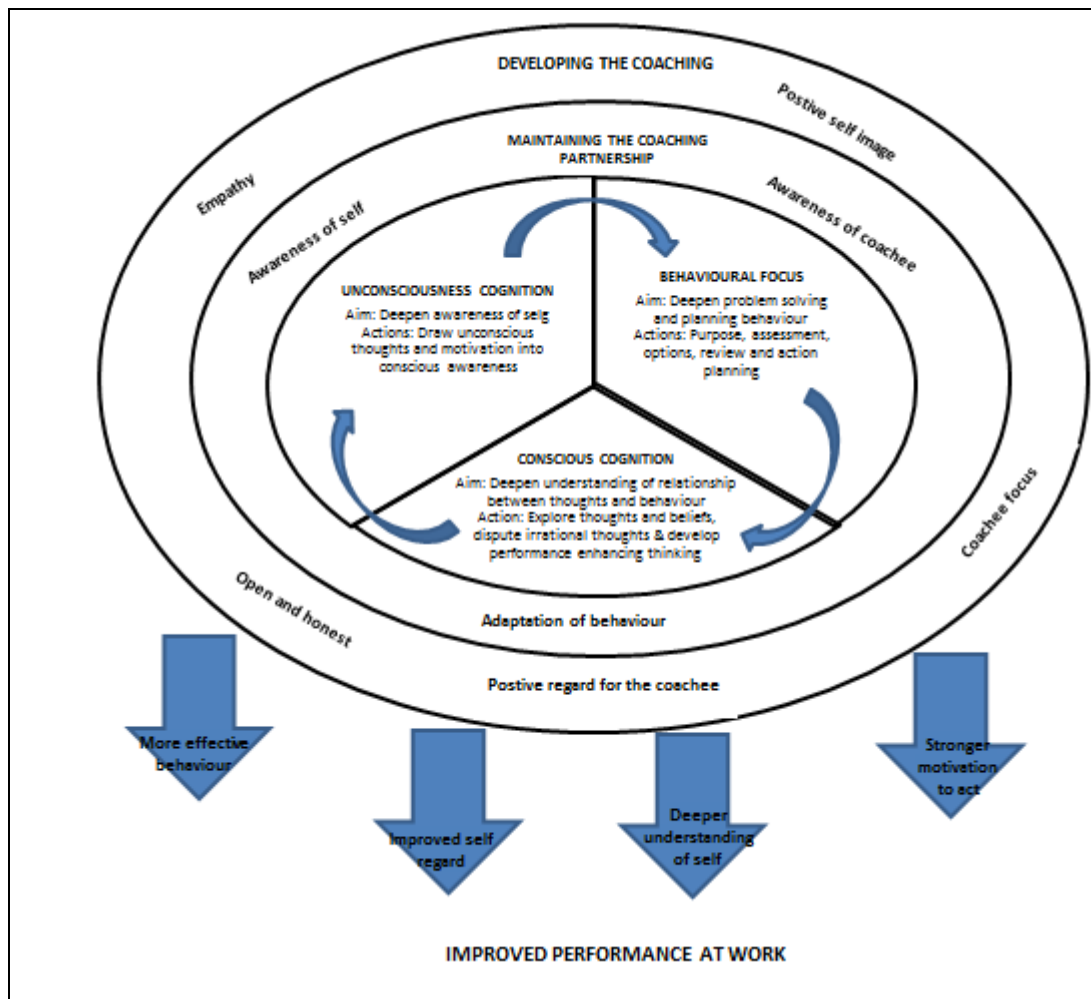 DEVELOPING THE COACHING
Postive self image
Empathy
MAINTAINING THE COACHING
PARTNERSHIP
Awareness of self
Awareness of coachee
UNCONSCIOUSNESS COGNITION
Aim: Deepen awareness of selg
Actions: Draw unconscious
thoughts and motivation into
conscious awareness
BEHAVIOURAL FOCUS
Aim: Deepen problem solving
and planning behaviour
Actions: Purpose, assessment,
options, review and action
planning
CONSCIOUS COGNITION
Aim: Deepen understanding of relationship
between thoughts and behaviour
Action: Explore thoughts and beliefs,
dispute irrational thoughts & develop
performance enhancing thinking
Coachee focus
Open and honest
Adaptation of behaviour
Postive regard for the coachee
More effective
behaviour
Improved self
regard
Deeper
understanding
of self
Stronger
motivation
to act
IMPROVED PERFORMANCE AT WORK